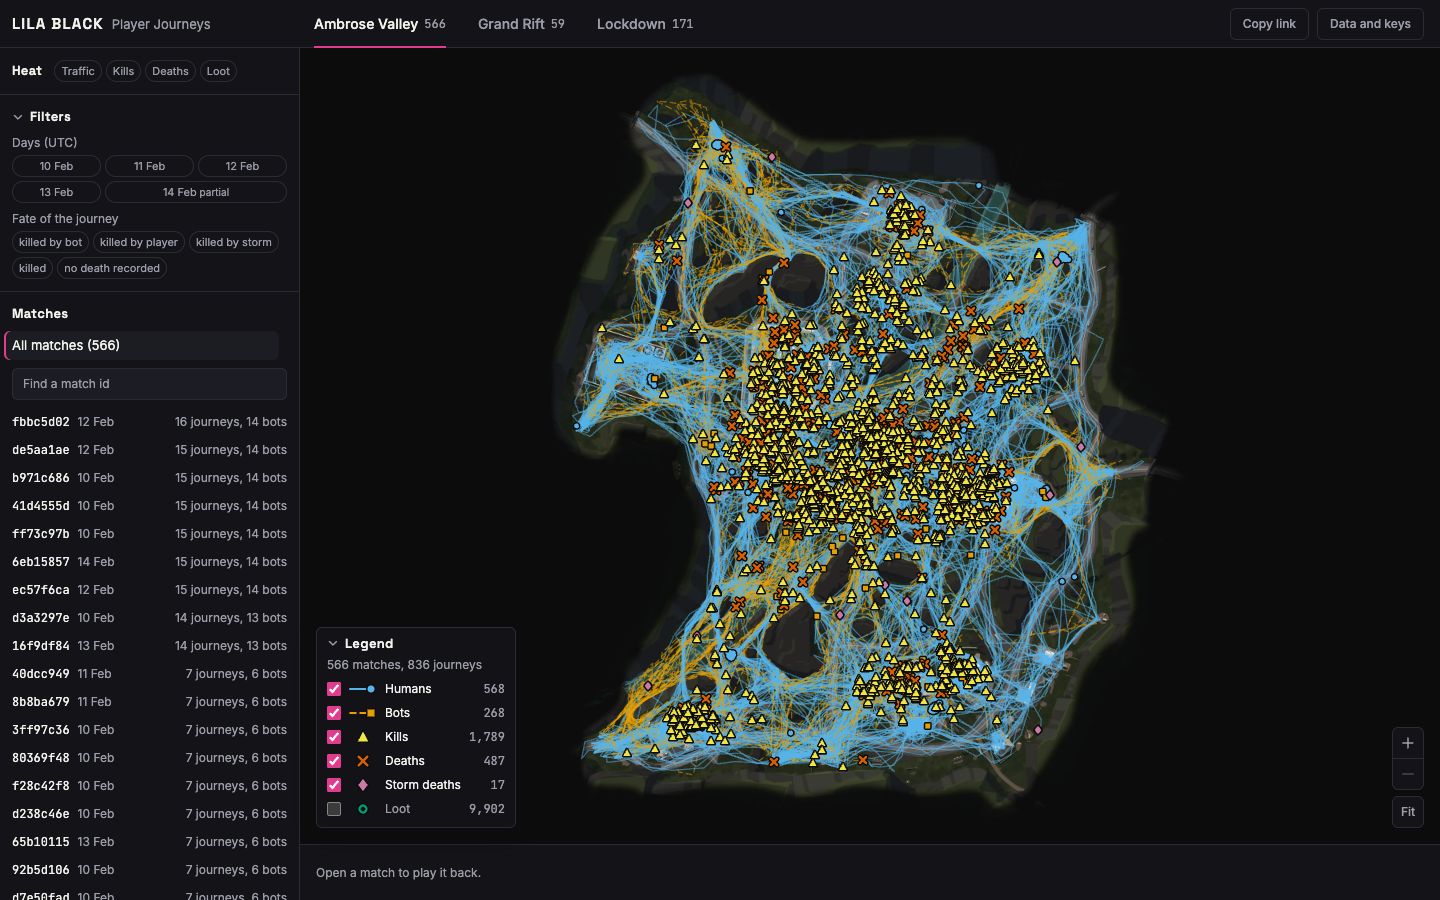 LILA BLACK Player Journeys
Ambrose Valley 566
Grand Rift 59
Lockdown 171
Copy link
Data and keys
Heat Traffic Kills Deaths Loot
Filters
Days (UTC)
10 Feb 11 Feb 12 Feb
13 Feb 14 Feb partial
Fate of the journey
killed by bot killed by player killed by storm
killed no death recorded
Matches
All matches (566)
Find a match id
fbbc5d02 12 Feb 16 journeys, 14 bots
de5aa1ae 12 Feb 15 journeys, 14 bots
b971c686 10 Feb 15 journeys, 14 bots
41d4555d 10 Feb 15 journeys, 14 bots
ff73c97b 10 Feb 15 journeys, 14 bots
6eb15857 14 Feb 15 journeys, 14 bots
ec57f6ca 12 Feb 15 journeys, 14 bots
d3a3297e 10 Feb 14 journeys, 13 bots
16f9df84 13 Feb 14 journeys, 13 bots
40dcc949 11 Feb 7 journeys, 6 bots
8b8ba679 11 Feb 7 journeys, 6 bots
3ff97c36 10 Feb 7 journeys, 6 bots
80369f48 10 Feb 7 journeys, 6 bots
f28c42f8 10 Feb 7 journeys, 6 bots
d238c46e 10 Feb 7 journeys, 6 bots
65b10115 13 Feb 7 journeys, 6 bots
92b5d106 10 Feb 7 journeys, 6 bots
d7e50fad 10 Feb 7 journeys, 6 bots
Legend
566 matches, 836 journeys
Humans 568
Bots 268
Kills 1,789
Deaths 487
Storm deaths 17
Loot 9,902
+
−
Fit
Open a match to play it back.